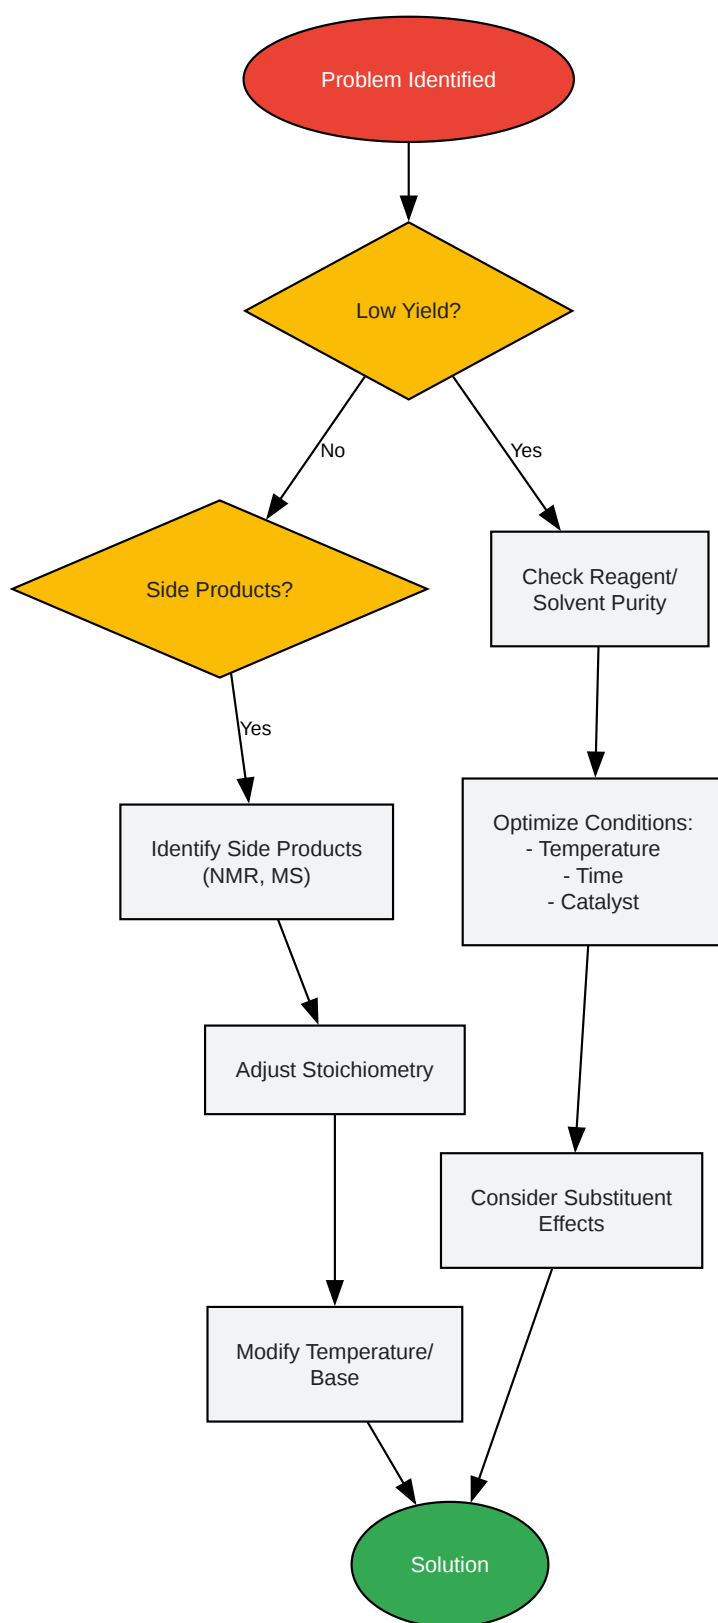 Problem Identified
Low Yield?
No
Yes
Side Products?
Check Reagent/
Solvent Purity
Yes
Identify Side Products
(NMR, MS)
Optimize Conditions:
- Temperature
- Time
- Catalyst
Adjust Stoichiometry
Consider Substituent
Effects
Modify Temperature/
Base
Solution